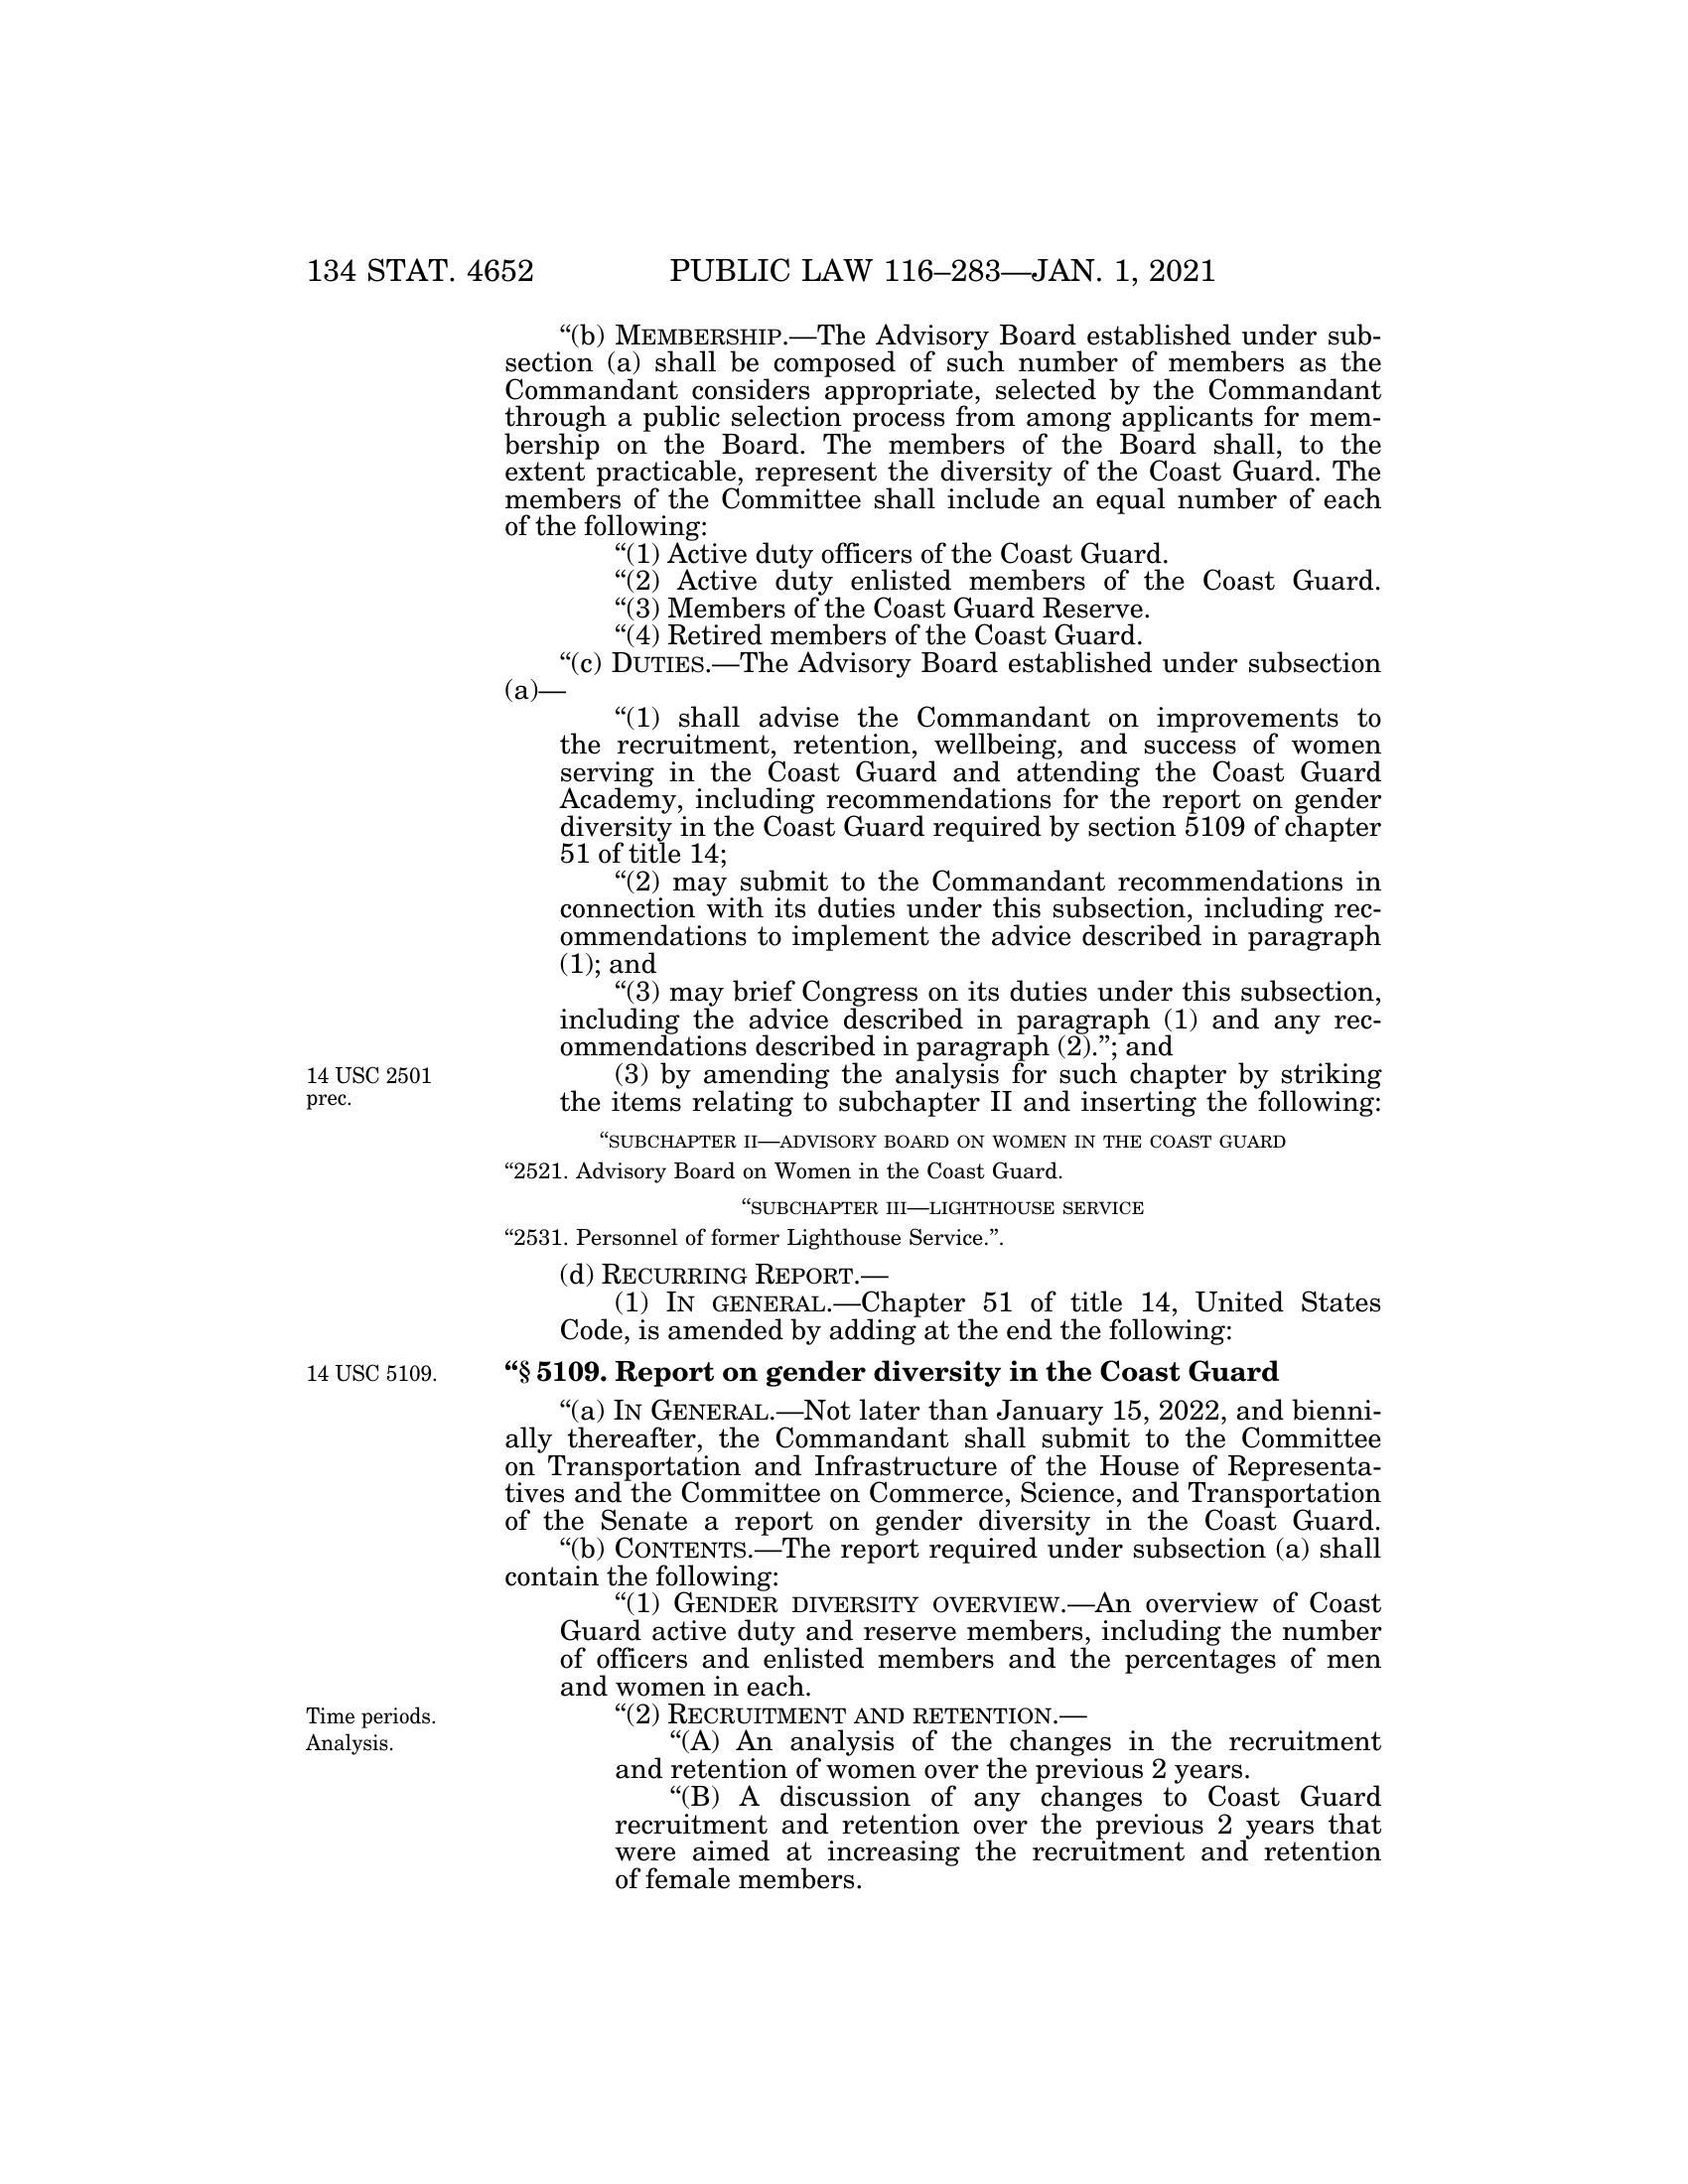 134 STAT. 4652 PUBLIC LAW 116–283—JAN. 1, 2021
“(b) MEMBERSHIP.—The Advisory Board established under sub-
section (a) shall be composed of such number of members as the
Commandant considers appropriate, selected by the Commandant
through a public selection process from among applicants for mem-
bership on the Board. The members of the Board shall, to the
extent practicable, represent the diversity of the Coast Guard. The
members of the Committee shall include an equal number of each
of the following:
“(1) Active duty officers of the Coast Guard.
“(2) Active duty enlisted members of the Coast Guard.
“(3) Members of the Coast Guard Reserve.
“(4) Retired members of the Coast Guard.
“(c) DUTIES.—The Advisory Board established under subsection
(a)—
“(1) shall advise the Commandant on improvements to
the recruitment, retention, wellbeing, and success of women
serving in the Coast Guard and attending the Coast Guard
Academy, including recommendations for the report on gender
diversity in the Coast Guard required by section 5109 of chapter
51 of title 14;
“(2) may submit to the Commandant recommendations in
connection with its duties under this subsection, including rec-
ommendations to implement the advice described in paragraph
(1); and
“(3) may brief Congress on its duties under this subsection,
including the advice described in paragraph (1) and any rec-
ommendations described in paragraph (2).”; and
14 USC 2501
prec.
(3) by amending the analysis for such chapter by striking
the items relating to subchapter II and inserting the following:
“SUBCHAPTER II—ADVISORY BOARD ON WOMEN IN THE COAST GUARD
“2521. Advisory Board on Women in the Coast Guard.
“SUBCHAPTER III—LIGHTHOUSE SERVICE
“2531. Personnel of former Lighthouse Service.”.
(d) RECURRING REPORT.—
(1) IN GENERAL.—Chapter 51 of title 14, United States
Code, is amended by adding at the end the following:
14 USC 5109.
“§ 5109. Report on gender diversity in the Coast Guard
“(a) IN GENERAL.—Not later than January 15, 2022, and bienni-
ally thereafter, the Commandant shall submit to the Committee
on Transportation and Infrastructure of the House of Representa-
tives and the Committee on Commerce, Science, and Transportation
of the Senate a report on gender diversity in the Coast Guard.
“(b) CONTENTS.—The report required under subsection (a) shall
contain the following:
“(1) GENDER DIVERSITY OVERVIEW.—An overview of Coast
Guard active duty and reserve members, including the number
of officers and enlisted members and the percentages of men
and women in each.
Time periods.
Analysis.
“(2) RECRUITMENT AND RETENTION.—
“(A) An analysis of the changes in the recruitment
and retention of women over the previous 2 years.
“(B) A discussion of any changes to Coast Guard
recruitment and retention over the previous 2 years that
were aimed at increasing the recruitment and retention
of female members.